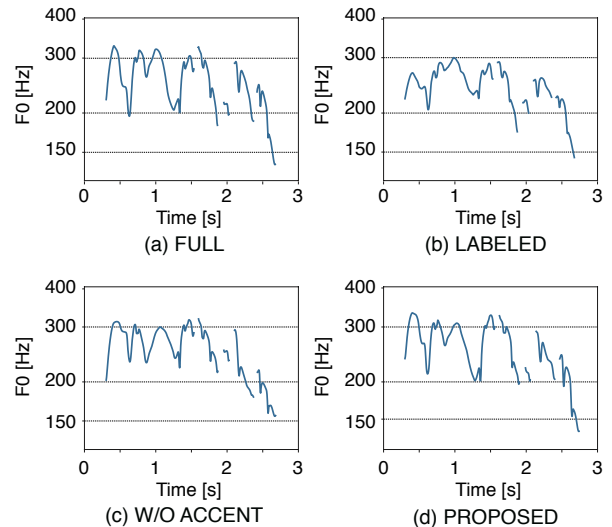 400
300
200
150
F0 [Hz]
0 1 2 3
Time [s]
(a) FULL
400
300
200
150
F0 [Hz]
0 1 2 3
Time [s]
(b) LABELED
400
300
200
150
F0 [Hz]
0 1 2 3
Time [s]
(c) W/O ACCENT
400
300
200
150
F0 [Hz]
0 1 2 3
Time [s]
(d) PROPOSED